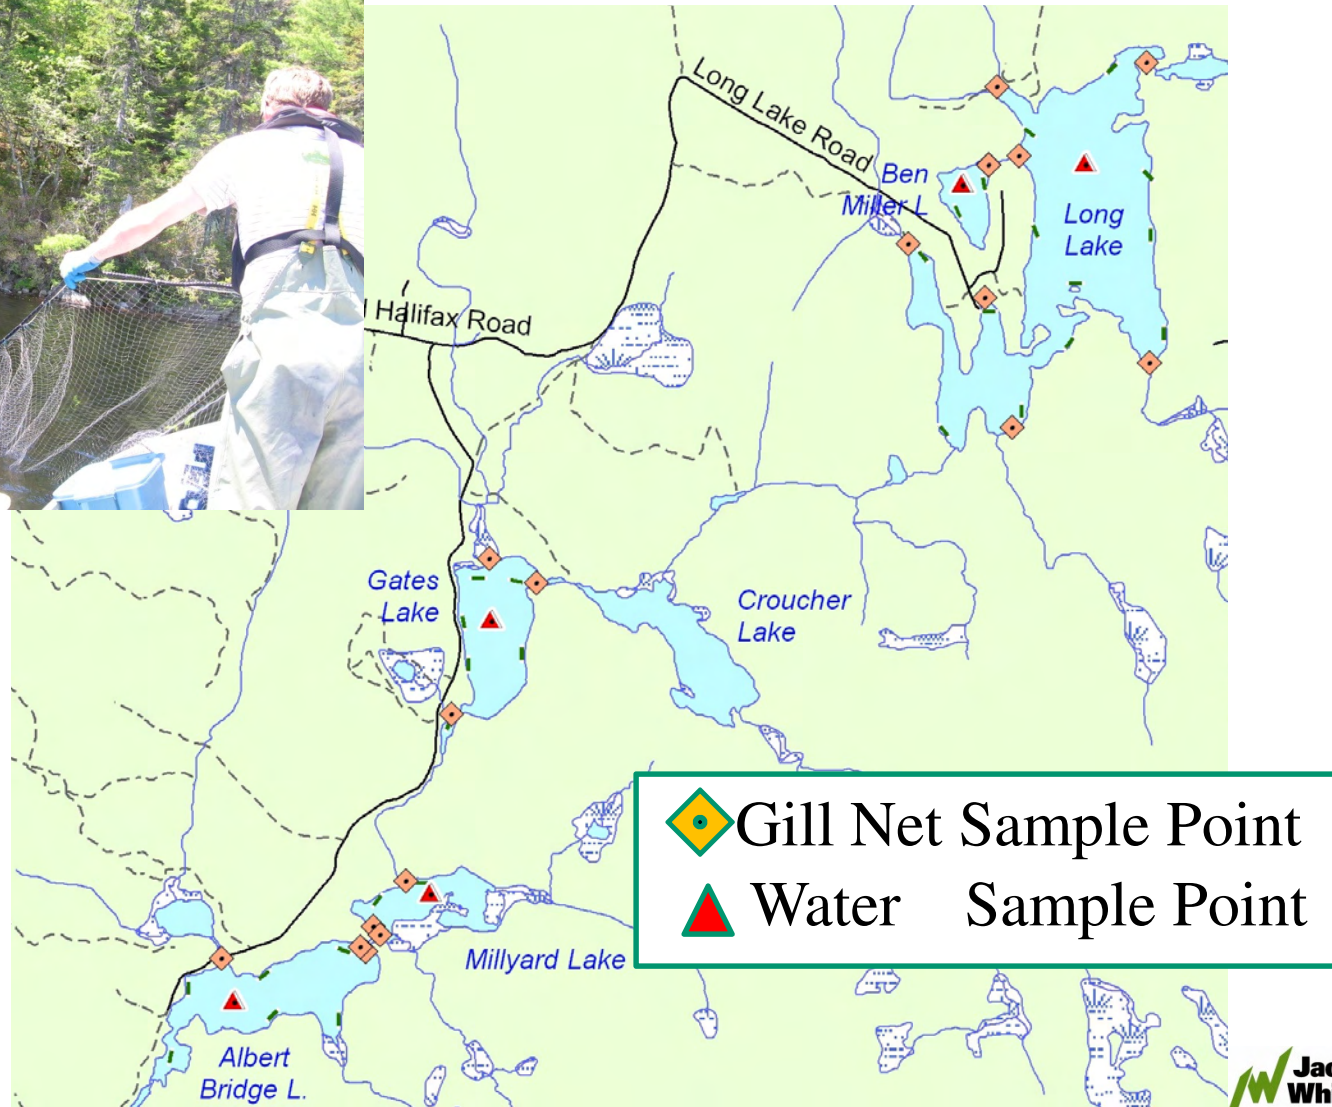 Long Lake Road
Ben
Miller L
Long
Lake
Halifax Road
Gates
Lake
Croucher
Lake
Gill Net Sample Point
Water Sample Point
Millyard Lake
Albert
Bridge L.